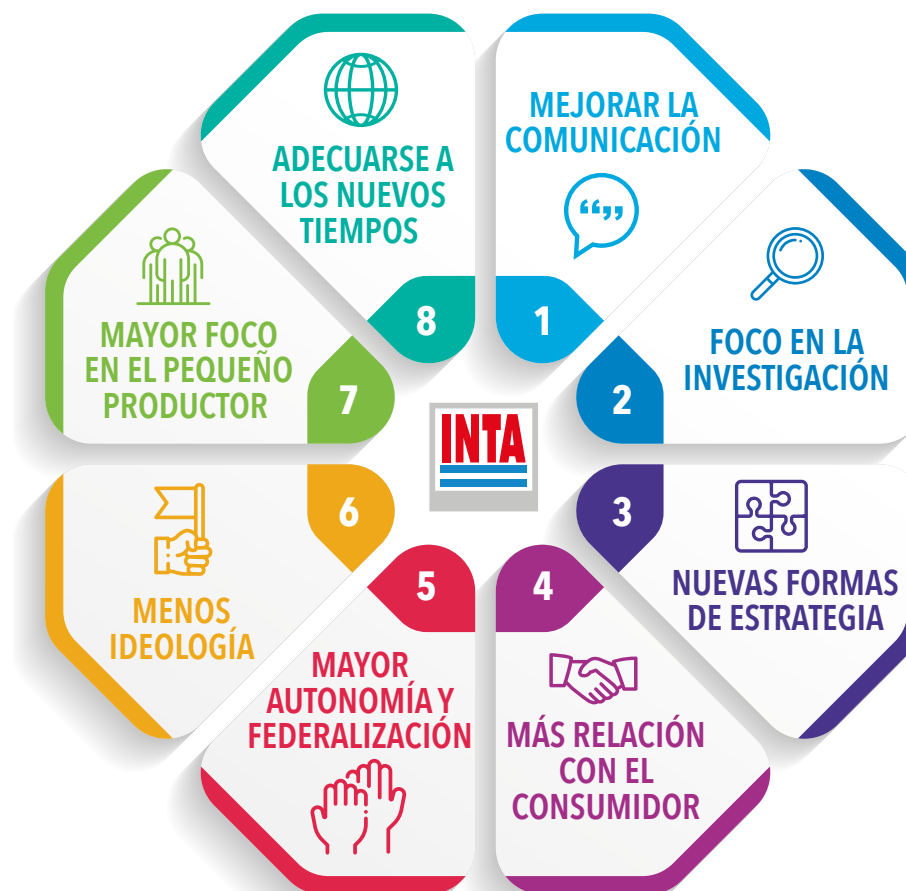 MEJORAR LA
COMUNICACIÓN
“„
1
FOCO EN LA
INVESTIGACIÓN
2
NUEVAS FORMAS
DE ESTRATEGIA
3
MÁS RELACIÓN
CON EL
CONSUMIDOR
4
MAYOR
AUTONOMÍA Y
FEDERALIZACIÓN
5
MENOS
IDEOLOGÍA
6
MAYOR FOCO
EN EL PEQUEÑO
PRODUCTOR
7
ADECUARSE A
LOS NUEVOS
TIEMPOS
8
INTA